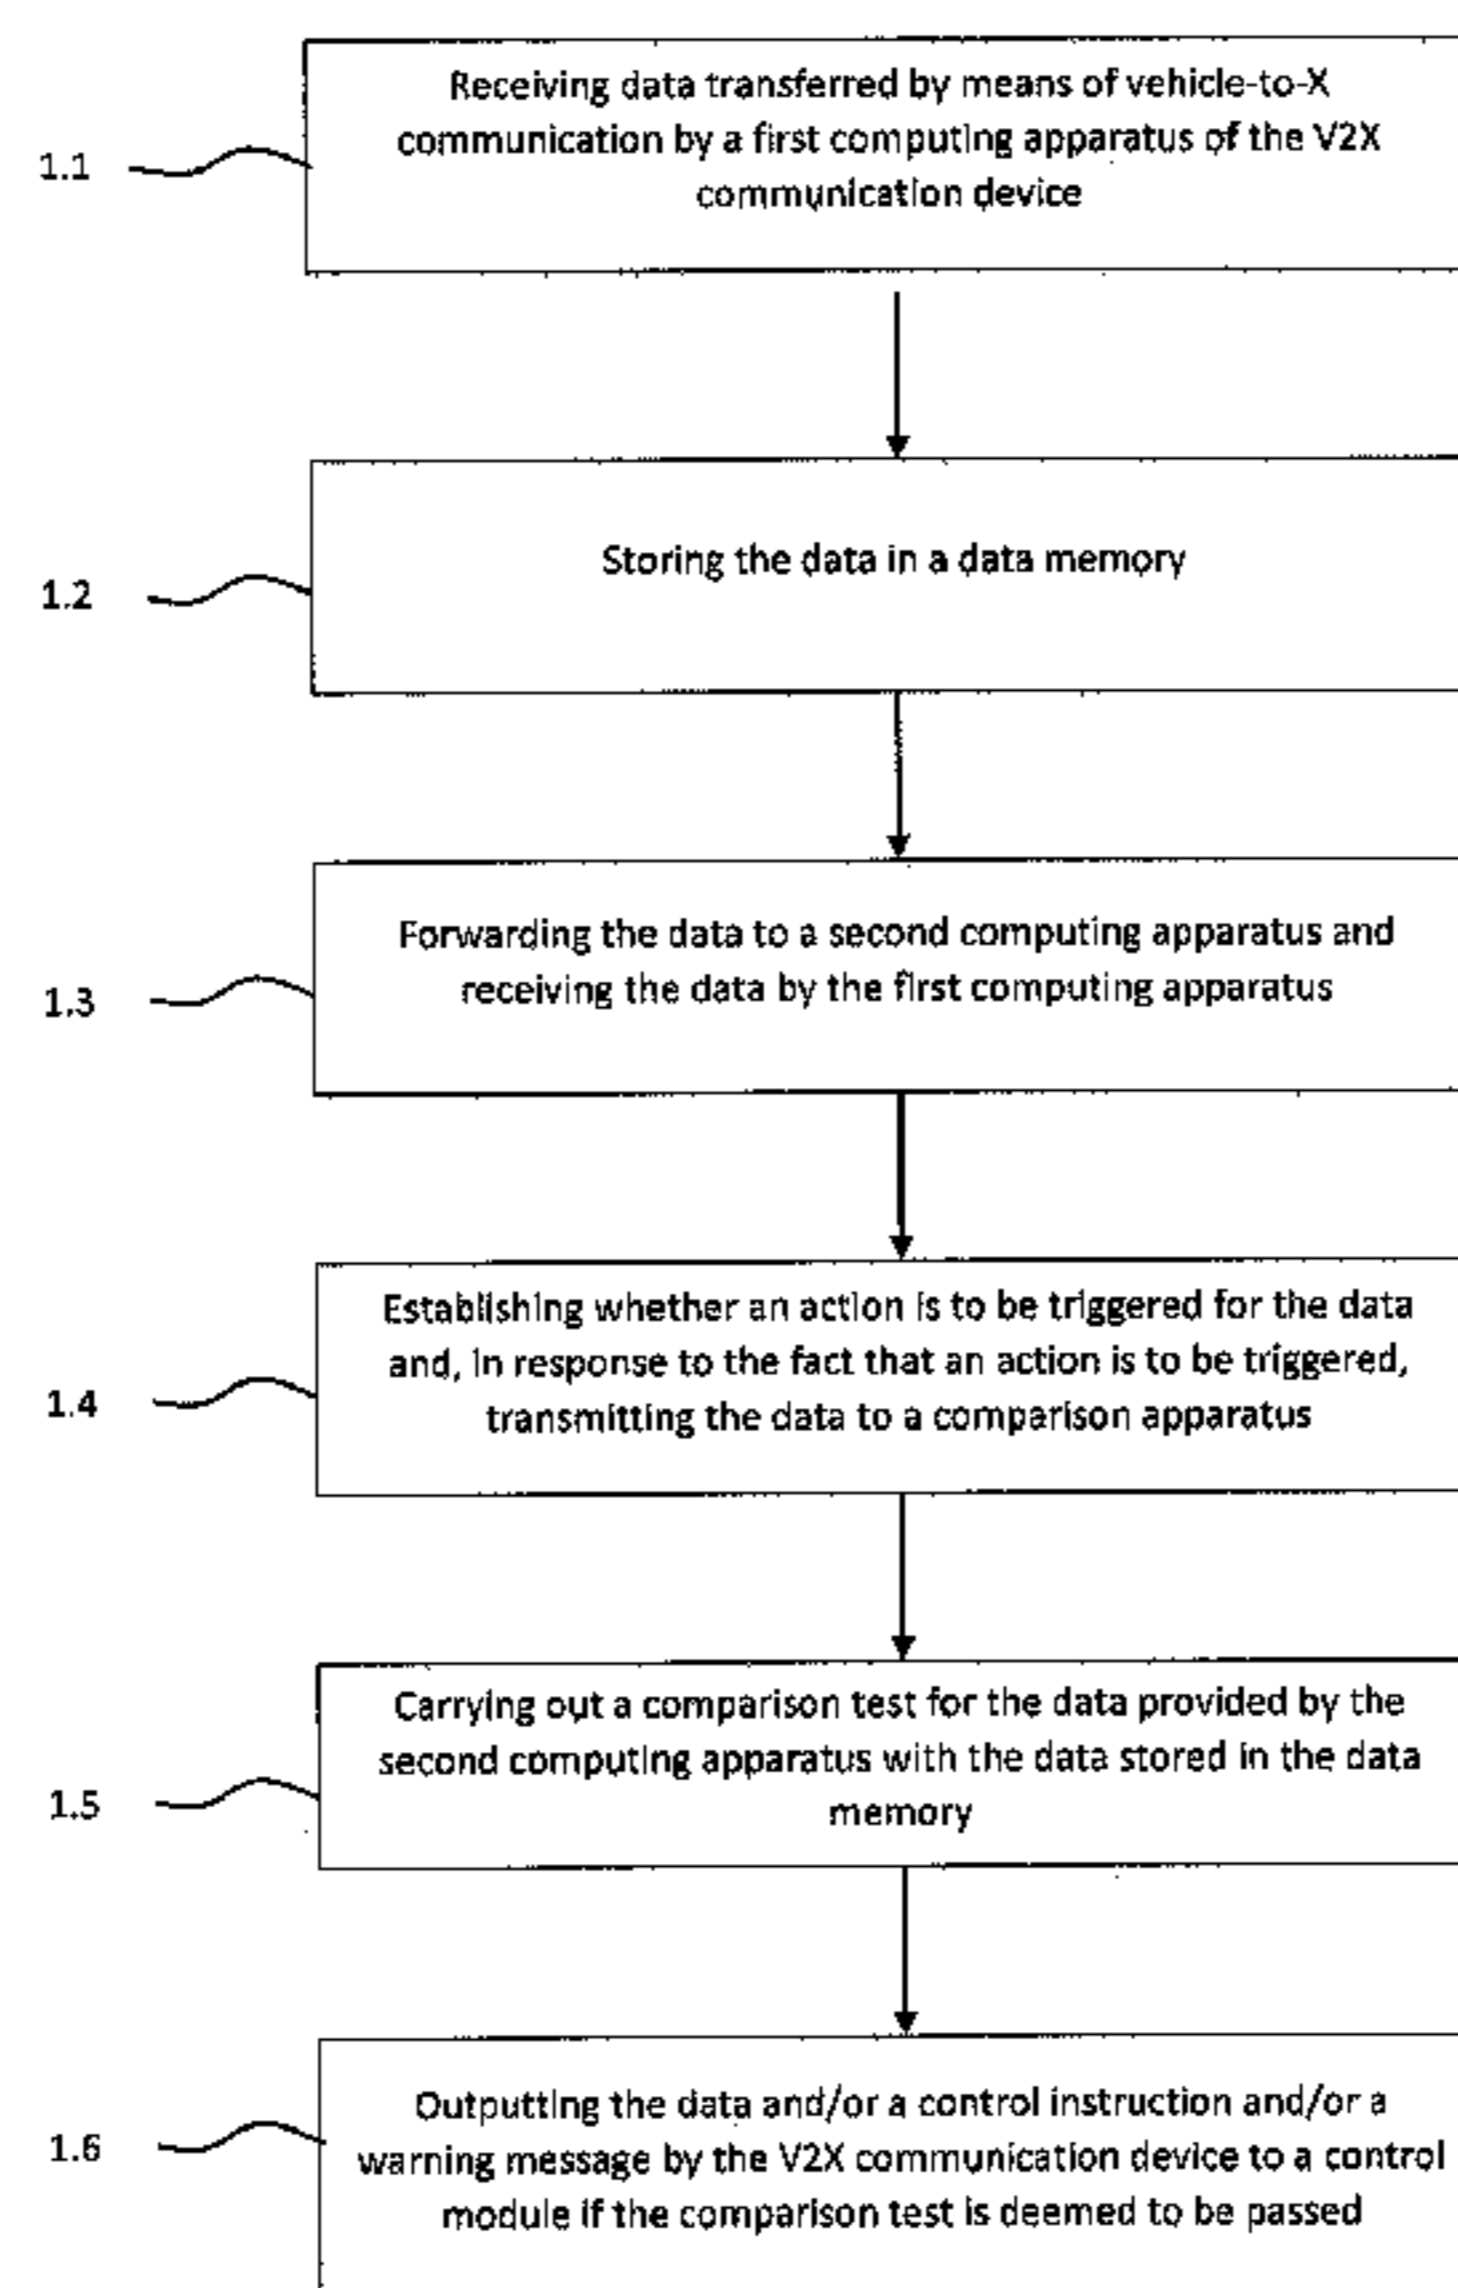 Receiving data transferred by means of vehicle-to-X
communication by a first computing apparatus of the V2X
communication device
1.1
Storing the data in a data memory
1.2
Forwarding the data to a second computing apparatus and
receiving the data by the first computing apparatus
1.3
Establishing whether an action is to be triggered for the data
and, in response to the fact that an action is to be triggered,
transmitting the data to a comparison apparatus
1.4
Carrying out a comparison test for the data provided by the
second computing apparatus with the data stored in the data
memory
1.5
Outputting the data and/or a control instruction and/or a
warning message by the V2X communication device to a control
module if the comparison test is deemed to be passed
1.6